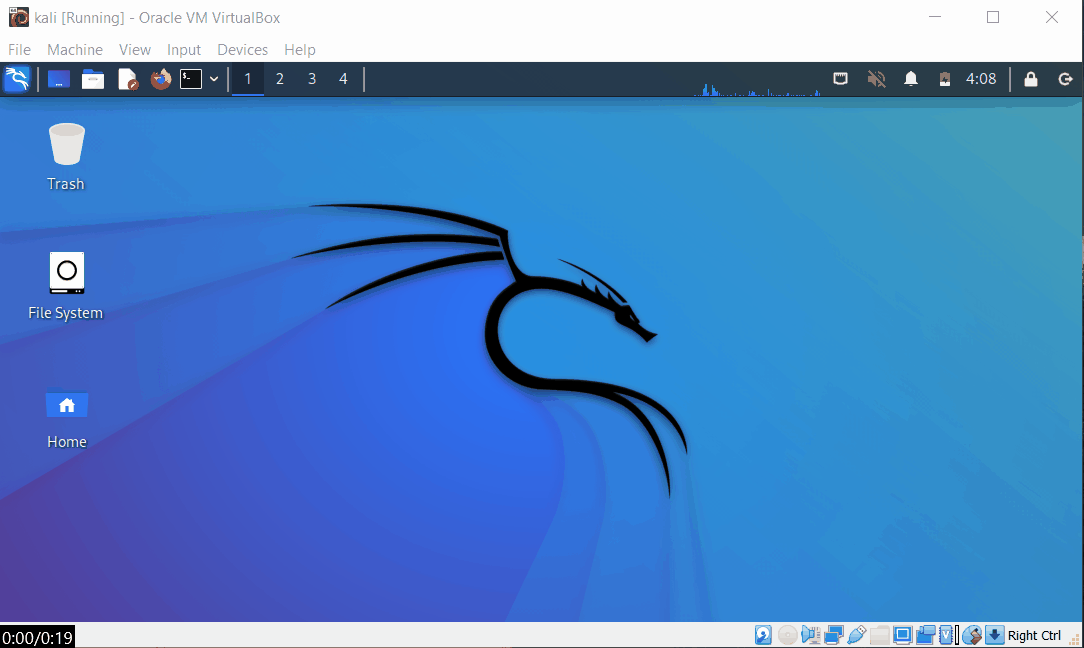 kali [Running] - Oracle VM VirtualBox
File Machine View Input Devices Help
1 2 3 4 4:08
Trash
File System
Home
0:00/0:19
Right Ctrl